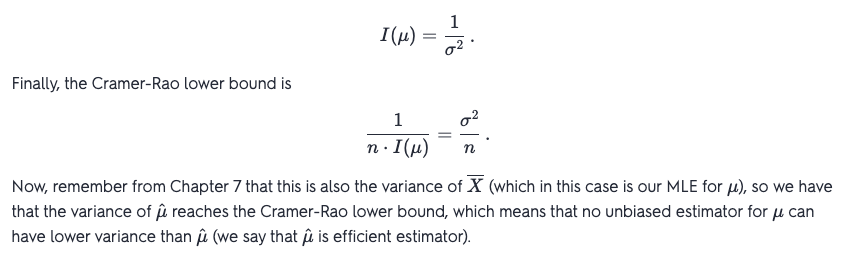 I(μ) = 1/σ² .
Finally, the Cramer-Rao lower bound is
1/(n · I(μ)) = σ²/n .
Now, remember from Chapter 7 that this is also the variance of X̅ (which in this case is our MLE for μ), so we have
that the variance of μ̂ reaches the Cramer-Rao lower bound, which means that no unbiased estimator for μ can
have lower variance than μ̂ (we say that μ̂ is efficient estimator).